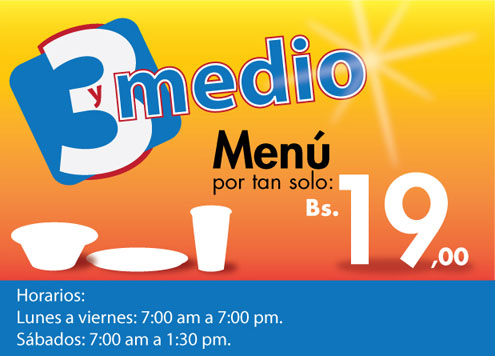 3 y medio
Menú
por tan solo:
Bs. 19,00
Horarios:
Lunes a viernes: 7:00 am a 7:00 pm.
Sábados: 7:00 am a 1:30 pm.